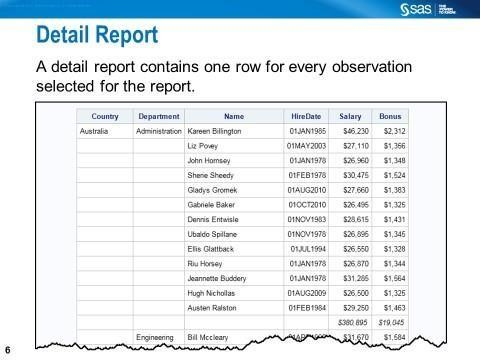 sas. THE POWER TO KNOW.
Detail Report
A detail report contains one row for every observation
selected for the report.
Country Department Name HireDate Salary Bonus
Australia Administration Kareen Billington 01JAN1985 $46,230 $2,312
Liz Povey 01MAY2003 $27,110 $1,356
John Hornsey 01JAN1978 $26,960 $1,348
Sherie Sheedy 01FEB1978 $30,475 $1,524
Gladys Gromek 01AUG2010 $27,660 $1,383
Gabriele Baker 01OCT2010 $26,495 $1,325
Dennis Entwisle 01NOV1983 $28,615 $1,431
Ubaldo Spillane 01NOV1978 $26,895 $1,345
Ellis Glattback 01JUL1994 $26,550 $1,328
Riu Horsey 01JAN1978 $26,870 $1,344
Jeannette Buddery 01JAN1978 $31,285 $1,564
Hugh Nichollas 01AUG2009 $26,500 $1,325
Austen Ralston 01FEB1984 $29,250 $1,463
$380,895 $19,045
Engineering Bill Mccleary $31,670 $1,584
6